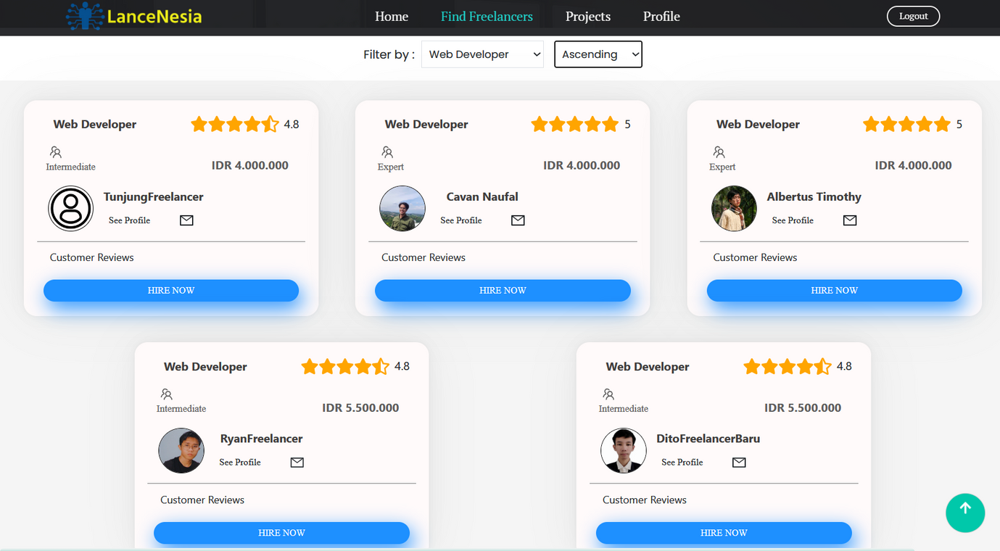 LanceNesia Home Find Freelancers Projects Profile Logout
Filter by : Web Developer Ascending
Web Developer 4.8
Intermediate
IDR 4.000.000
TunjungFreelancer
See Profile
Customer Reviews
HIRE NOW
Web Developer 5
Expert
IDR 4.000.000
Cavan Naufal
See Profile
Customer Reviews
HIRE NOW
Web Developer 5
Expert
IDR 4.000.000
Albertus Timothy
See Profile
Customer Reviews
HIRE NOW
Web Developer 4.8
Intermediate
IDR 5.500.000
RyanFreelancer
See Profile
Customer Reviews
HIRE NOW
Web Developer 4.8
Intermediate
IDR 5.500.000
DitoFreelancerBaru
See Profile
Customer Reviews
HIRE NOW